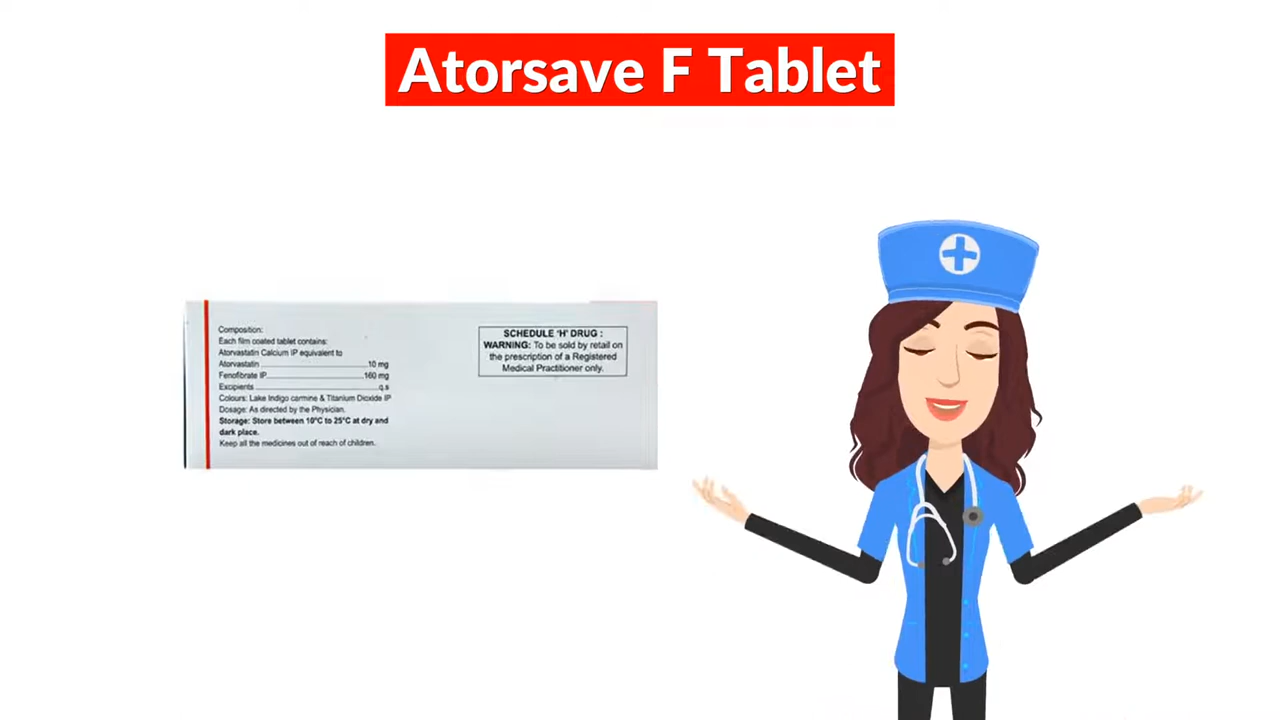 Atorsave F Tablet
Composition:
Each film coated tablet contains:
Atorvastatin Calcium IP equivalent to
Atorvastatin 10 mg
Fenofibrate IP 160 mg
Excipients q.s
Colours: Lake Indigo carmine & Titanium Dioxide IP
Dosage: As directed by the Physician.
Storage: Store between 10°C to 25°C at dry and
dark place.
Keep all the medicines out of reach of children.
SCHEDULE 'H' DRUG :
WARNING: To be sold by retail on
the prescription of a Registered
Medical Practitioner only.